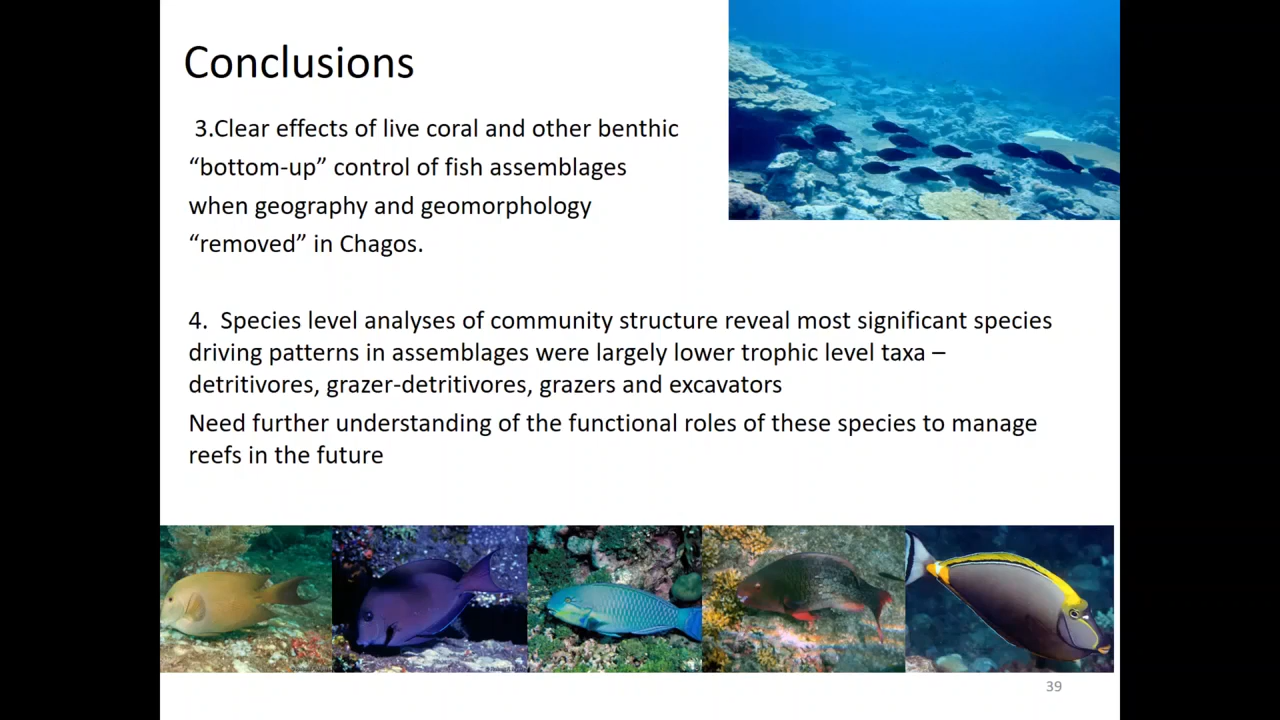 Conclusions
3.Clear effects of live coral and other benthic
“bottom-up” control of fish assemblages
when geography and geomorphology
“removed” in Chagos.
4.  Species level analyses of community structure reveal most significant species
driving patterns in assemblages were largely lower trophic level taxa –
detritivores, grazer-detritivores, grazers and excavators
Need further understanding of the functional roles of these species to manage
reefs in the future
39